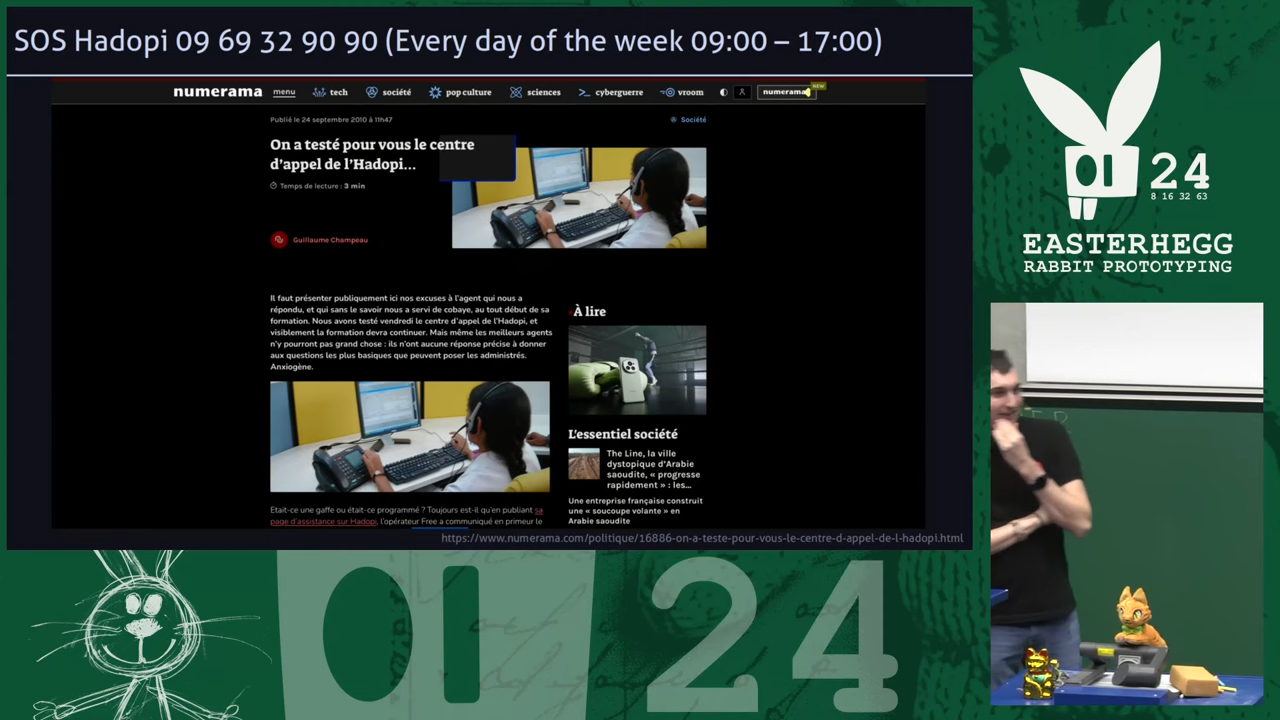 SOS Hadopi 09 69 32 90 90 (Every day of the week 09:00 – 17:00)
numerama menu tech société pop culture sciences cyberguerre vroom numerama NEW
Publié le 24 septembre 2010 à 11h47
Société
On a testé pour vous le centre
d’appel de l’Hadopi…
Temps de lecture : 3 min
Guillaume Champeau
Il faut présenter publiquement ici nos excuses à l’agent qui nous a
répondu, et qui sans le savoir nous a servi de cobaye, au tout début de sa
formation. Nous avons testé vendredi le centre d’appel de l’Hadopi, et
visiblement la formation devra continuer. Mais même les meilleurs agents
n’y pourront pas grand chose : ils n’ont aucune réponse précise à donner
aux questions les plus basiques que peuvent poser les administrés.
Anxiogène.
Etait-ce une gaffe ou était-ce programmé ? Toujours est-il qu’en publiant sa
page d’assistance sur Hadopi, l’opérateur Free a communiqué en primeur le
À lire
L’essentiel société
The Line, la ville
dystopique d’Arabie
saoudite, « progresse
rapidement » : les…
Une entreprise française construit
une « soucoupe volante » en
Arabie saoudite
https://www.numerama.com/politique/16886-on-a-teste-pour-vous-le-centre-d-appel-de-l-hadopi.html
24
8 16 32 63
EASTERHEGG
RABBIT PROTOTYPING
24